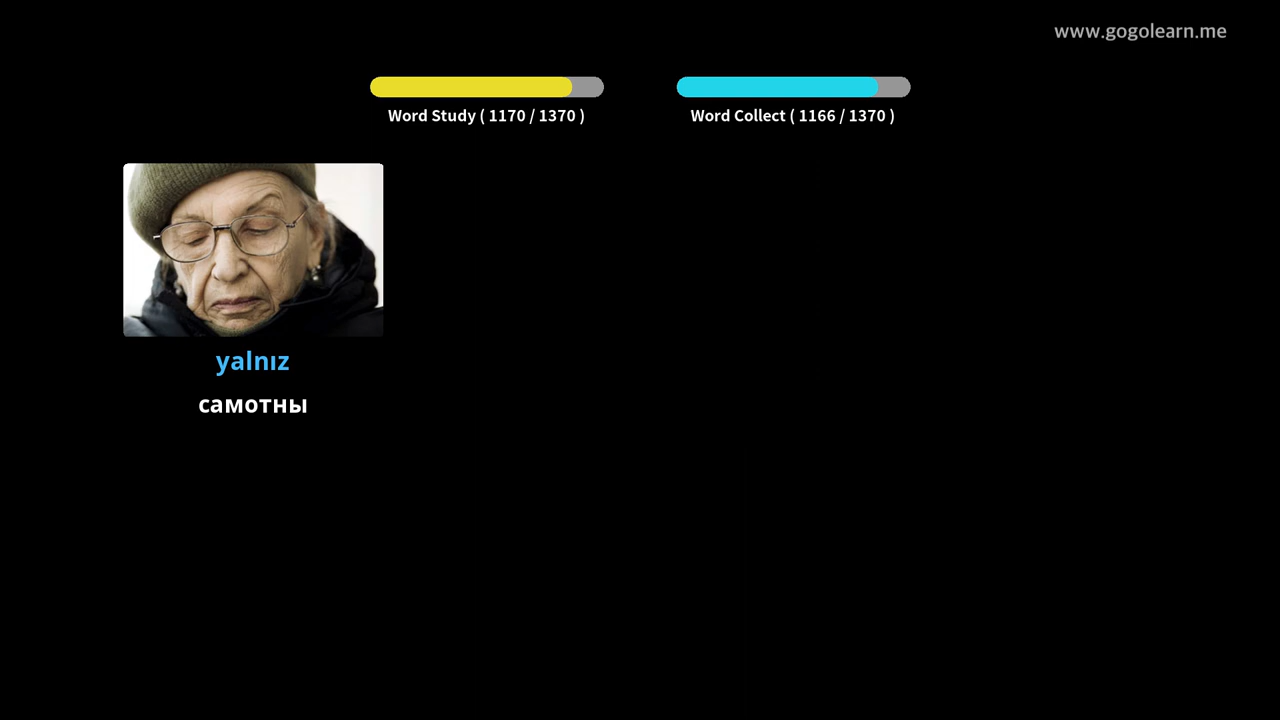 www.gogolearn.me
Word Study ( 1170 / 1370 )
Word Collect ( 1166 / 1370 )
yalnız
самотны